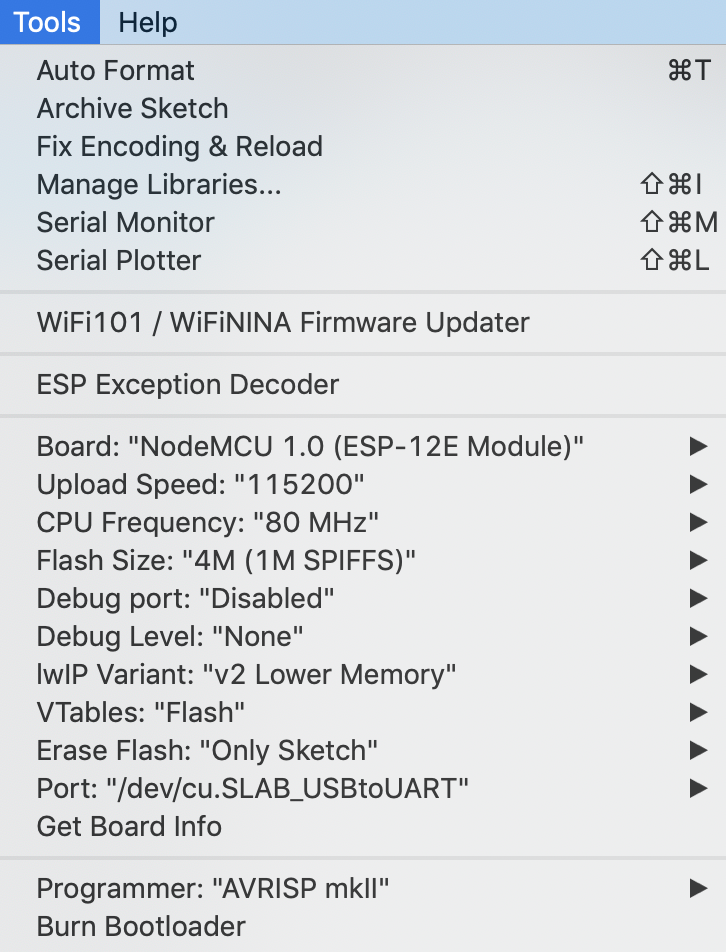 Tools Help
Auto Format ⌘T
Archive Sketch
Fix Encoding & Reload
Manage Libraries... ⇧⌘I
Serial Monitor ⇧⌘M
Serial Plotter ⇧⌘L
WiFi101 / WiFiNINA Firmware Updater
ESP Exception Decoder
Board: "NodeMCU 1.0 (ESP-12E Module)"
Upload Speed: "115200"
CPU Frequency: "80 MHz"
Flash Size: "4M (1M SPIFFS)"
Debug port: "Disabled"
Debug Level: "None"
lwIP Variant: "v2 Lower Memory"
VTables: "Flash"
Erase Flash: "Only Sketch"
Port: "/dev/cu.SLAB_USBtoUART"
Get Board Info
Programmer: "AVRISP mkII"
Burn Bootloader